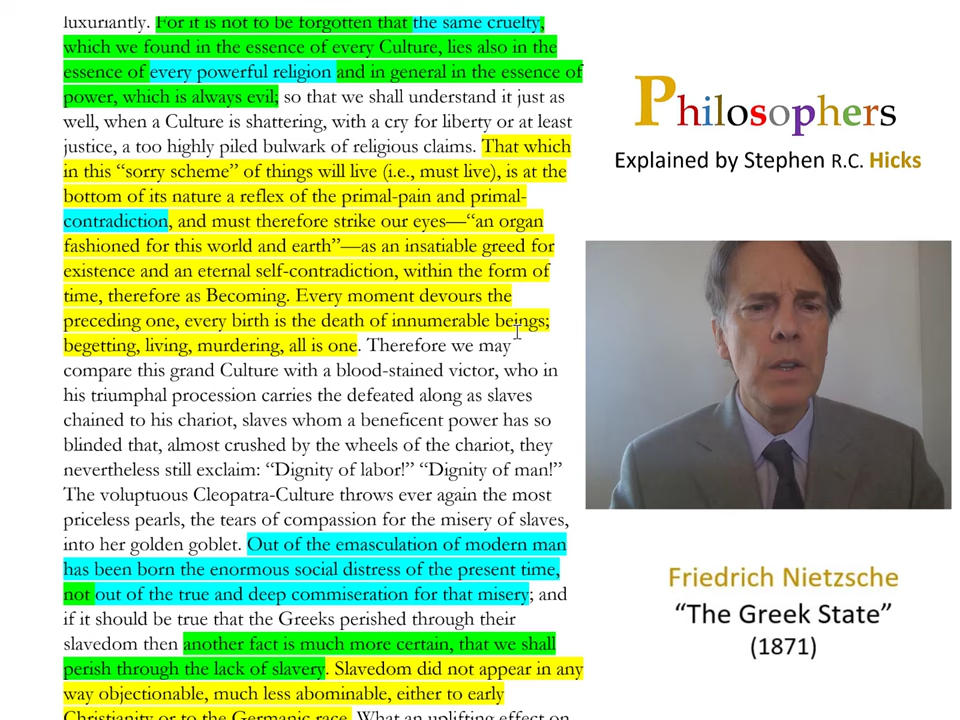 luxuriantly. For it is not to be forgotten that the same cruelty,
which we found in the essence of every Culture, lies also in the
essence of every powerful religion and in general in the essence of
power, which is always evil; so that we shall understand it just as
well, when a Culture is shattering, with a cry for liberty or at least
justice, a too highly piled bulwark of religious claims. That which
in this “sorry scheme” of things will live (i.e., must live), is at the
bottom of its nature a reflex of the primal-pain and primal-
contradiction, and must therefore strike our eyes—“an organ
fashioned for this world and earth”—as an insatiable greed for
existence and an eternal self-contradiction, within the form of
time, therefore as Becoming. Every moment devours the
preceding one, every birth is the death of innumerable beings;
begetting, living, murdering, all is one. Therefore we may
compare this grand Culture with a blood-stained victor, who in
his triumphal procession carries the defeated along as slaves
chained to his chariot, slaves whom a beneficent power has so
blinded that, almost crushed by the wheels of the chariot, they
nevertheless still exclaim: “Dignity of labor!” “Dignity of man!”
The voluptuous Cleopatra-Culture throws ever again the most
priceless pearls, the tears of compassion for the misery of slaves,
into her golden goblet. Out of the emasculation of modern man
has been born the enormous social distress of the present time,
not out of the true and deep commiseration for that misery; and
if it should be true that the Greeks perished through their
slavedom then another fact is much more certain, that we shall
perish through the lack of slavery. Slavedom did not appear in any
way objectionable, much less abominable, either to early
Christianity or to the Germanic race. What an uplifting effect on
Philosophers
Explained by Stephen R.C. Hicks
Friedrich Nietzsche
“The Greek State”
(1871)